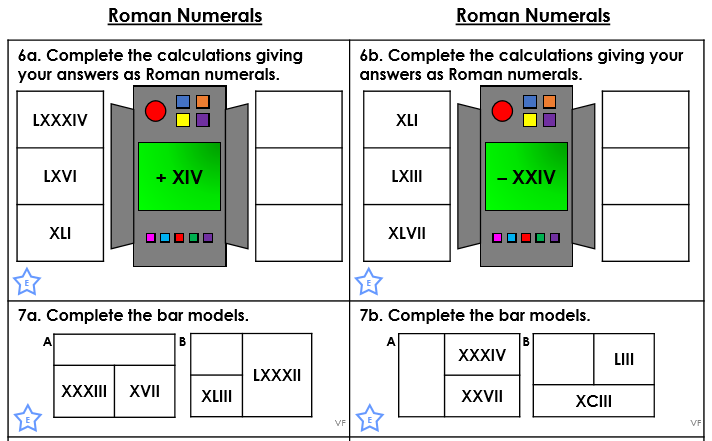 Roman Numerals
6a. Complete the calculations giving
your answers as Roman numerals.
LXXXIV
LXVI
XLI
+ XIV
E
7a. Complete the bar models.
A
XXXIII XVII
B
XLIII
LXXXII
E
VF
Roman Numerals
6b. Complete the calculations giving your
answers as Roman numerals.
XLI
LXIII
XLVII
– XXIV
E
7b. Complete the bar models.
A
XXXIV
XXVII
B
LIII
XCIII
E
VF